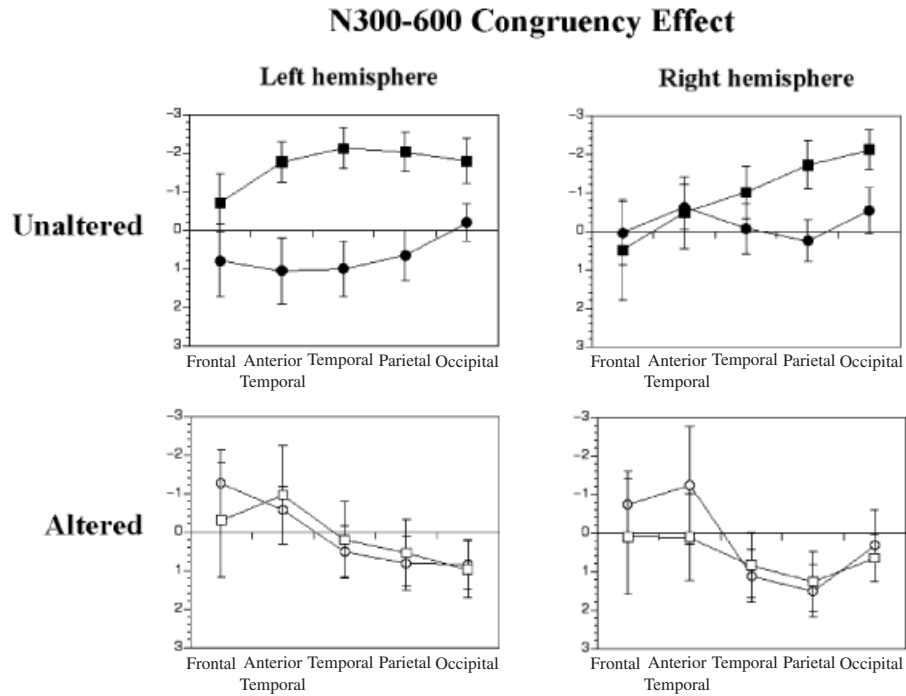 N300-600 Congruency Effect
Left hemisphere
Right hemisphere
Unaltered
-3
-2
-1
0
1
2
3
Frontal Anterior Temporal Parietal Occipital
Temporal
-3
-2
-1
0
1
2
3
Frontal Anterior Temporal Parietal Occipital
Temporal
Altered
-3
-2
-1
0
1
2
3
Frontal Anterior Temporal Parietal Occipital
Temporal
-3
-2
-1
0
1
2
3
Frontal Anterior Temporal Parietal Occipital
Temporal